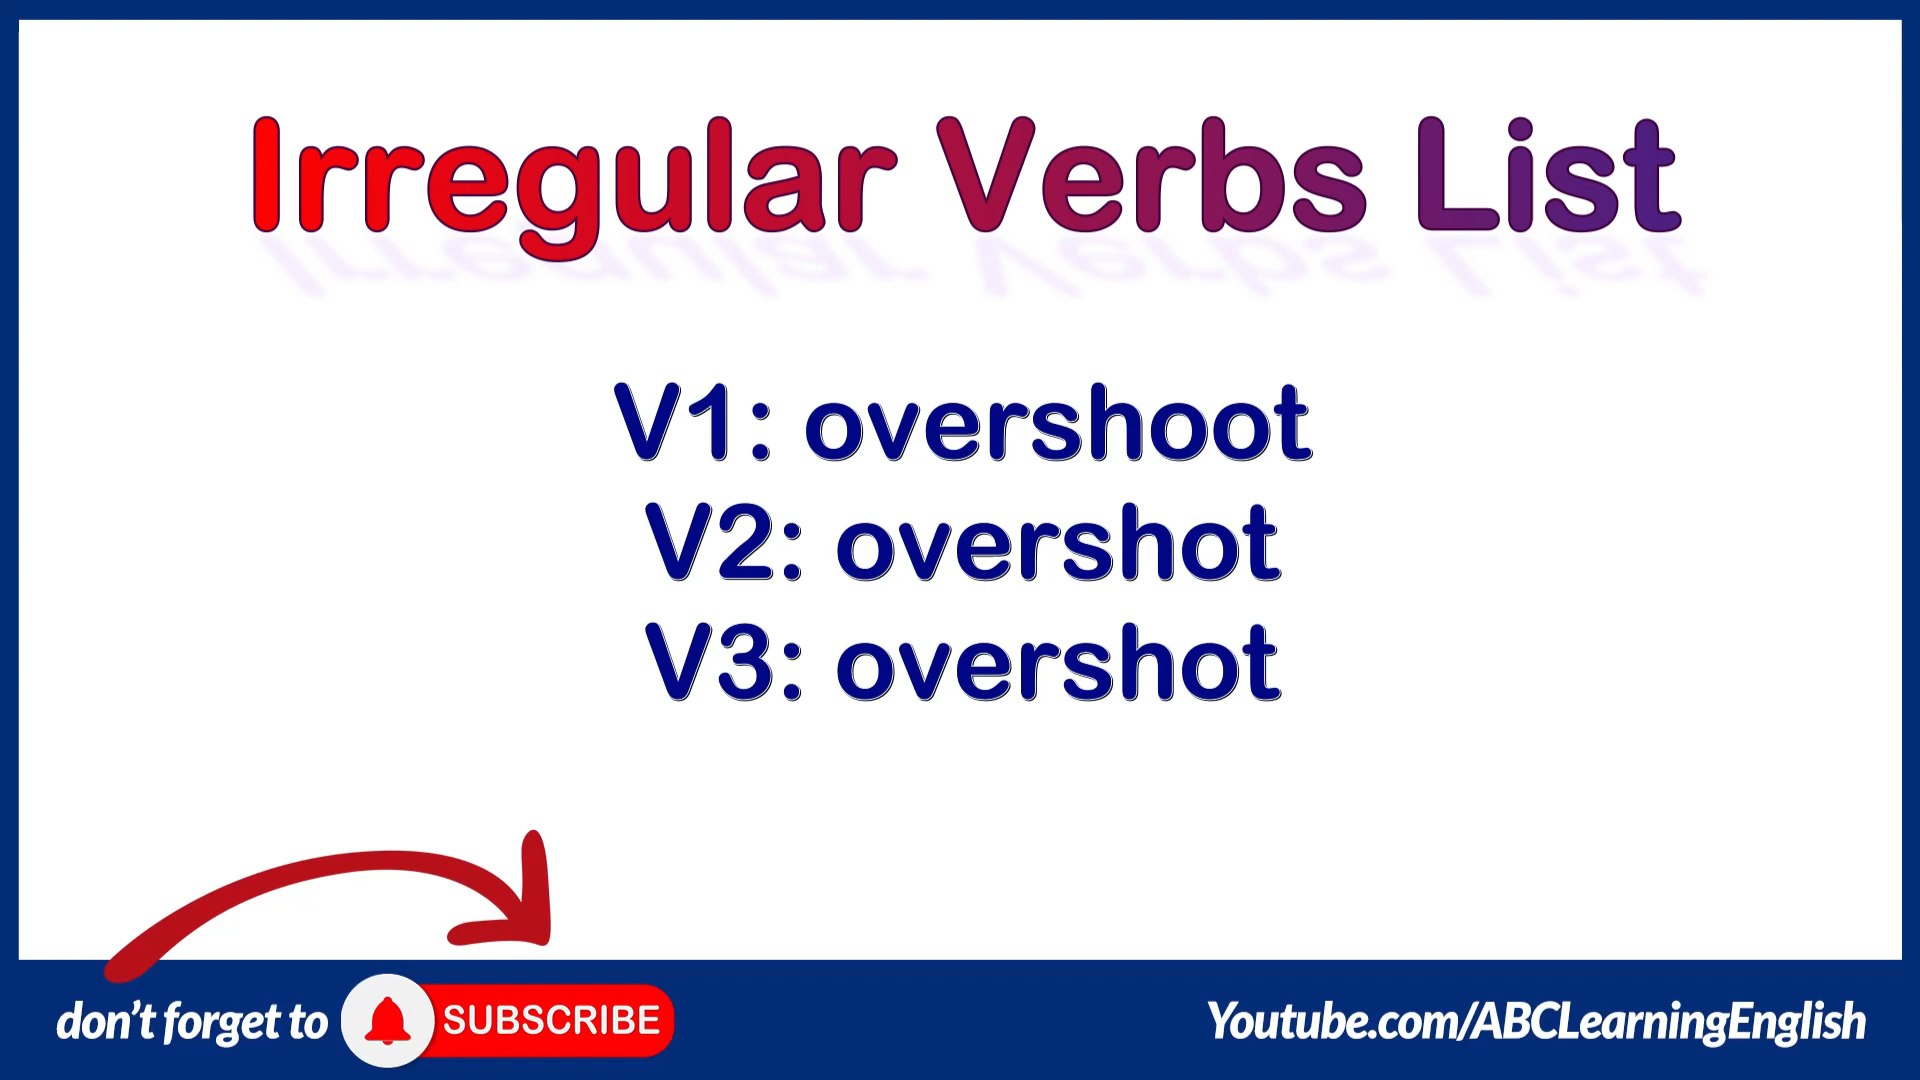 Irregular Verbs List
V1: overshoot
V2: overshot
V3: overshot
don't forget to SUBSCRIBE
Youtube.com/ABCLearningEnglish